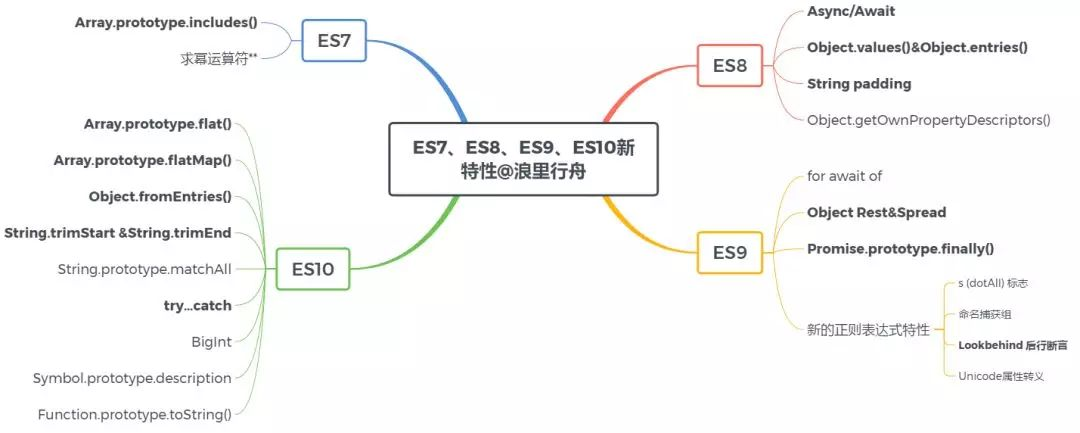 ES7、ES8、ES9、ES10新
特性@浪里行舟
ES7
Array.prototype.includes()
求幂运算符**
ES8
Async/Await
Object.values()&Object.entries()
String padding
Object.getOwnPropertyDescriptors()
ES9
for await of
Object Rest&Spread
Promise.prototype.finally()
新的正则表达式特性
s (dotAll) 标志
命名捕获组
Lookbehind 后行断言
Unicode属性转义
ES10
Array.prototype.flat()
Array.prototype.flatMap()
Object.fromEntries()
String.trimStart &String.trimEnd
String.prototype.matchAll
try...catch
BigInt
Symbol.prototype.description
Function.prototype.toString()